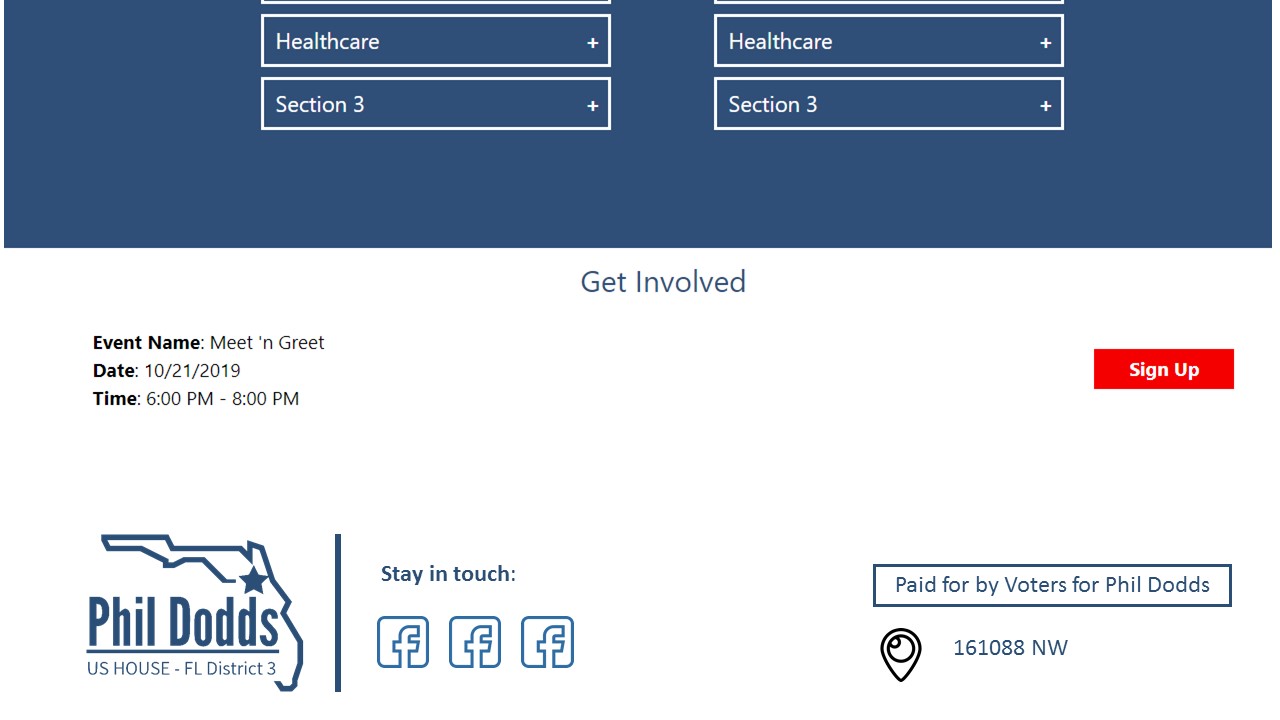 Healthcare +
Healthcare +
Section 3 +
Section 3 +
Get Involved
Event Name: Meet 'n Greet
Date: 10/21/2019
Time: 6:00 PM - 8:00 PM
Sign Up
Phil Dodds
US HOUSE - FL District 3
Stay in touch:
Paid for by Voters for Phil Dodds
161088 NW